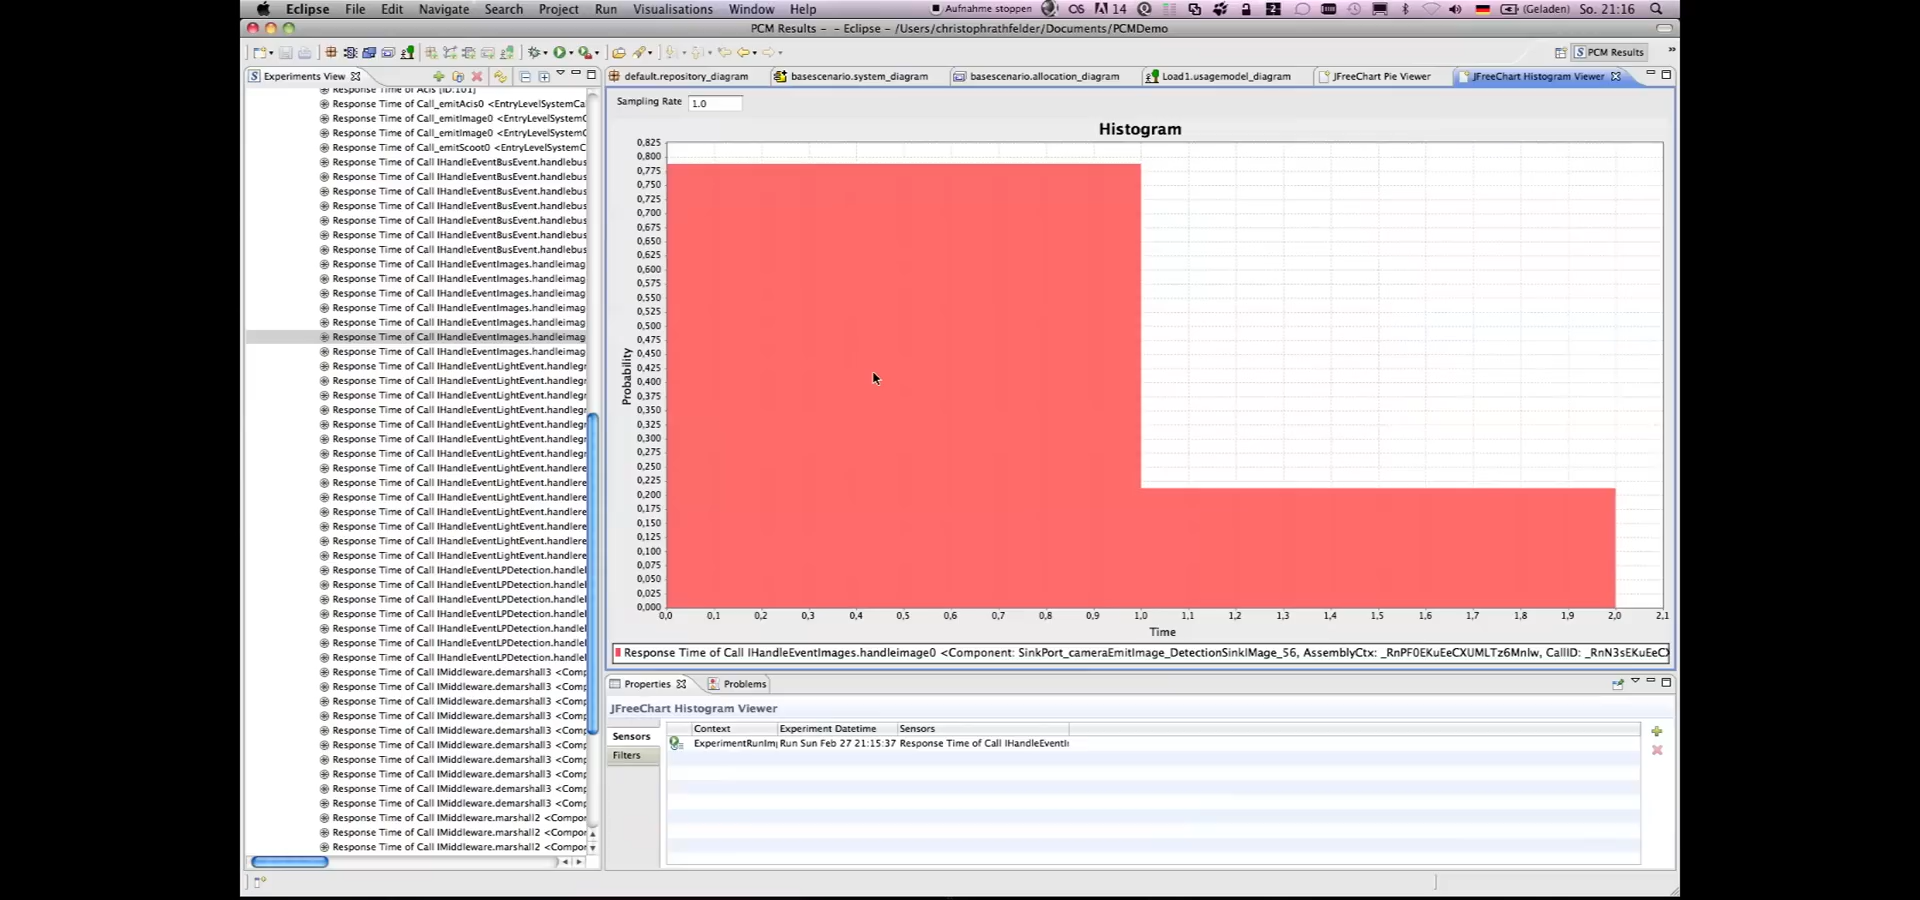 Eclipse File Edit Navigate Search Project Run Visualisations Window Help
Aufnahme stoppen OS 14 2 (Geladen) So. 21:16
PCM Results - - Eclipse - /Users/christophrathfelder/Documents/PCMDemo
PCM Results
Experiments View
default.repository_diagram
basescenario.system_diagram
basescenario.allocation_diagram
Load1.usagemodel_diagram
JFreeChart Pie Viewer
JFreeChart Histogram Viewer
Response Time of Acis [ID:101]
Response Time of Call_emitAcis0 <EntryLevelSystemCa
Response Time of Call_emitImage0 <EntryLevelSystemC
Response Time of Call_emitImage0 <EntryLevelSystemC
Response Time of Call_emitScoot0 <EntryLevelSystemC
Response Time of Call IHandleEventBusEvent.handlebus
Response Time of Call IHandleEventBusEvent.handlebus
Response Time of Call IHandleEventBusEvent.handlebus
Response Time of Call IHandleEventBusEvent.handlebus
Response Time of Call IHandleEventBusEvent.handlebus
Response Time of Call IHandleEventBusEvent.handlebus
Response Time of Call IHandleEventBusEvent.handlebus
Response Time of Call IHandleEventImages.handleimag
Response Time of Call IHandleEventImages.handleimag
Response Time of Call IHandleEventImages.handleimag
Response Time of Call IHandleEventImages.handleimag
Response Time of Call IHandleEventImages.handleimag
Response Time of Call IHandleEventImages.handleimag
Response Time of Call IHandleEventImages.handleimag
Response Time of Call IHandleEventLightEvent.handlegr
Response Time of Call IHandleEventLightEvent.handlegr
Response Time of Call IHandleEventLightEvent.handlegr
Response Time of Call IHandleEventLightEvent.handlegr
Response Time of Call IHandleEventLightEvent.handlegr
Response Time of Call IHandleEventLightEvent.handlegr
Response Time of Call IHandleEventLightEvent.handlegr
Response Time of Call IHandleEventLightEvent.handlere
Response Time of Call IHandleEventLightEvent.handlere
Response Time of Call IHandleEventLightEvent.handlere
Response Time of Call IHandleEventLightEvent.handlere
Response Time of Call IHandleEventLightEvent.handlere
Response Time of Call IHandleEventLightEvent.handlere
Response Time of Call IHandleEventLightEvent.handlere
Response Time of Call IHandleEventLPDetection.handlel
Response Time of Call IHandleEventLPDetection.handlel
Response Time of Call IHandleEventLPDetection.handlel
Response Time of Call IHandleEventLPDetection.handlel
Response Time of Call IHandleEventLPDetection.handlel
Response Time of Call IHandleEventLPDetection.handlel
Response Time of Call IHandleEventLPDetection.handlel
Response Time of Call IMiddleware.demarshall3 <Comp
Response Time of Call IMiddleware.demarshall3 <Comp
Response Time of Call IMiddleware.demarshall3 <Comp
Response Time of Call IMiddleware.demarshall3 <Comp
Response Time of Call IMiddleware.demarshall3 <Comp
Response Time of Call IMiddleware.demarshall3 <Comp
Response Time of Call IMiddleware.demarshall3 <Comp
Response Time of Call IMiddleware.demarshall3 <Comp
Response Time of Call IMiddleware.demarshall3 <Comp
Response Time of Call IMiddleware.demarshall3 <Comp
Response Time of Call IMiddleware.marshall2 <Compor
Response Time of Call IMiddleware.marshall2 <Compor
Response Time of Call IMiddleware.marshall2 <Compor
Sampling Rate 1.0
Histogram
0,825
0,800
0,775
0,750
0,725
0,700
0,675
0,650
0,625
0,600
0,575
0,550
0,525
0,500
0,475
0,450
0,425
0,400
0,375
0,350
0,325
0,300
0,275
0,250
0,225
0,200
0,175
0,150
0,125
0,100
0,075
0,050
0,025
0,000
Probability
0,0 0,1 0,2 0,3 0,4 0,5 0,6 0,7 0,8 0,9 1,0 1,1 1,2 1,3 1,4 1,5 1,6 1,7 1,8 1,9 2,0 2,1
Time
Response Time of Call IHandleEventImages.handleimage0 <Component: SinkPort_cameraEmitImage_DetectionSinkIMage_56, AssemblyCtx: _RnPF0EKuEeCXUMLTz6Mnlw, CallID: _RnN3sEKuEeCX
Properties
Problems
JFreeChart Histogram Viewer
Sensors
Filters
Context Experiment Datetime Sensors
ExperimentRunImp Run Sun Feb 27 21:15:37 Response Time of Call IHandleEventIr